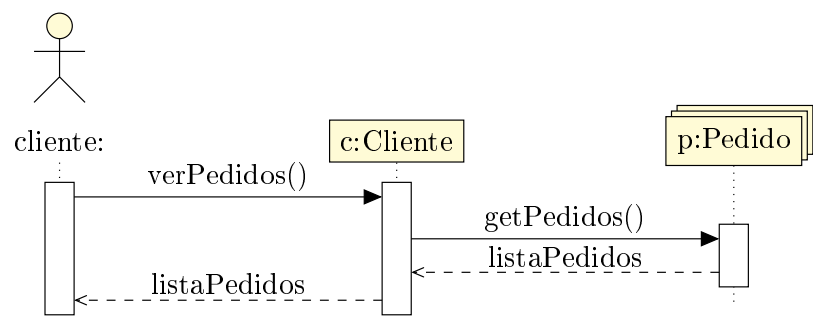 cliente:
c:Cliente
p:Pedido
verPedidos()
getPedidos()
listaPedidos
listaPedidos